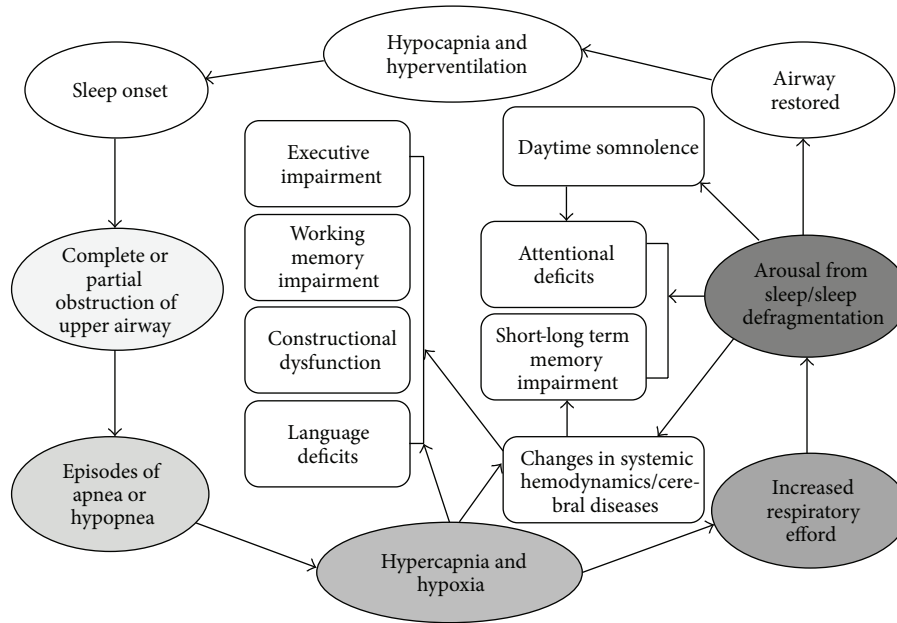 Hypocapnia and
hyperventilation
Sleep onset
Airway
restored
Executive
impairment
Daytime somnolence
Working
memory
impairment
Attentional
deficits
Complete or
partial
obstruction of
upper airway
Arousal from
sleep/sleep
defragmentation
Constructional
dysfunction
Short-long term
memory
impairment
Language
deficits
Episodes of
apnea or
hypopnea
Changes in systemic
hemodynamics/cere-
bral diseases
Increased
respiratory
efford
Hypercapnia and
hypoxia